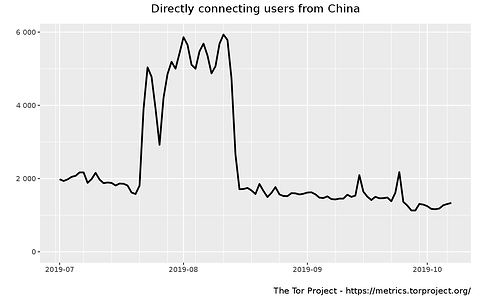 Directly connecting users from China
6 000
4 000
2 000
0
2019-07 2019-08 2019-09 2019-10
The Tor Project - https://metrics.torproject.org/